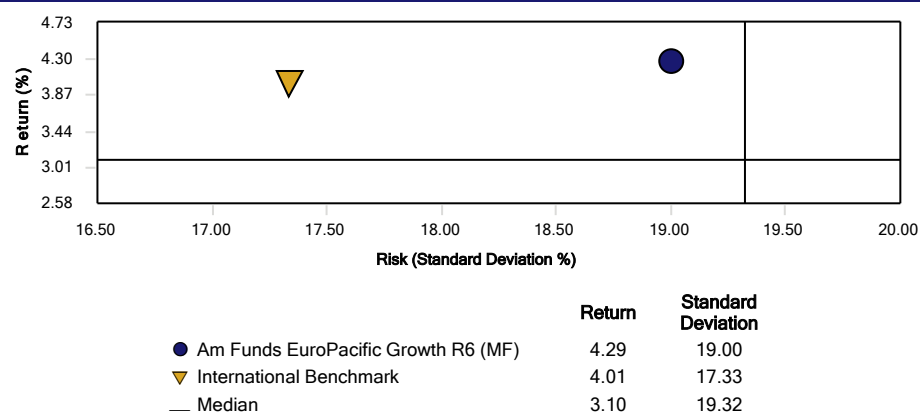 4.73
4.30
3.87
3.44
3.01
2.58
Return (%)
16.50 17.00 17.50 18.00 18.50 19.00 19.50 20.00
Risk (Standard Deviation %)
Return Standard Deviation
Am Funds EuroPacific Growth R6 (MF) 4.29 19.00
International Benchmark 4.01 17.33
Median 3.10 19.32